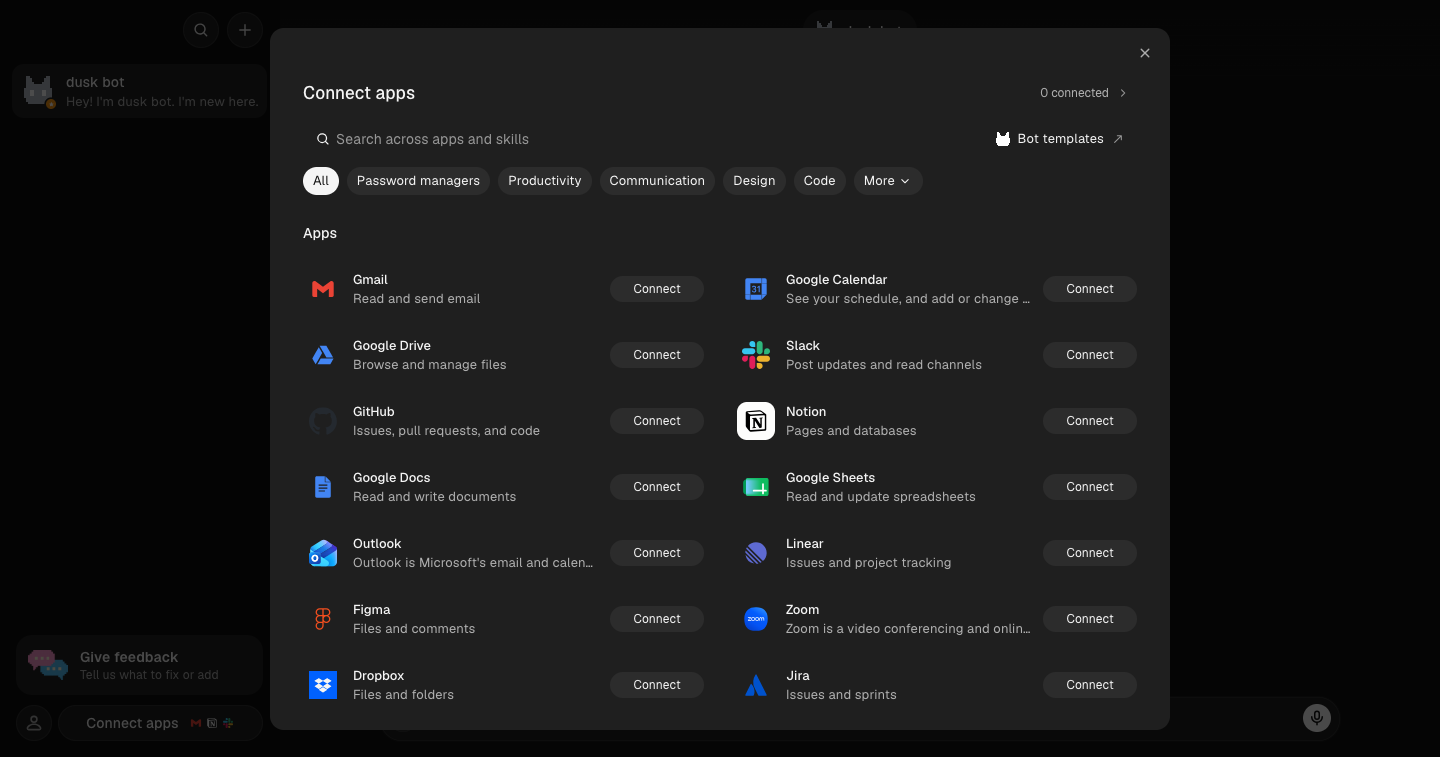 dusk bot
Hey! I'm dusk bot. I'm new here.
Connect apps
0 connected
Search across apps and skills
Bot templates
All
Password managers
Productivity
Communication
Design
Code
More
Apps
Gmail
Read and send email
Connect
Google Calendar
See your schedule, and add or change …
Connect
31
Google Drive
Browse and manage files
Connect
Slack
Post updates and read channels
Connect
GitHub
Issues, pull requests, and code
Connect
Notion
Pages and databases
Connect
Google Docs
Read and write documents
Connect
Google Sheets
Read and update spreadsheets
Connect
Outlook
Outlook is Microsoft's email and calen…
Connect
Linear
Issues and project tracking
Connect
Figma
Files and comments
Connect
zoom
Zoom
Zoom is a video conferencing and onlin…
Connect
Dropbox
Files and folders
Connect
Jira
Issues and sprints
Connect
Give feedback
Tell us what to fix or add
Connect apps